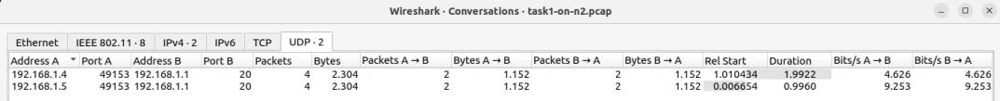 Wireshark · Conversations · task1-on-n2.pcap
Ethernet IEEE 802.11 · 8 IPv4 · 2 IPv6 TCP UDP · 2
Address A Port A Address B Port B Packets Bytes Packets A → B Bytes A → B Packets B → A Bytes B → A Rel Start Duration Bits/s A → B Bits/s B → A
192.168.1.4 49153 192.168.1.1 20 4 2.304 2 1.152 2 1.152 1.010434 1.9922 4.626 4.626
192.168.1.5 49153 192.168.1.1 20 4 2.304 2 1.152 2 1.152 0.006654 0.9960 9.253 9.253